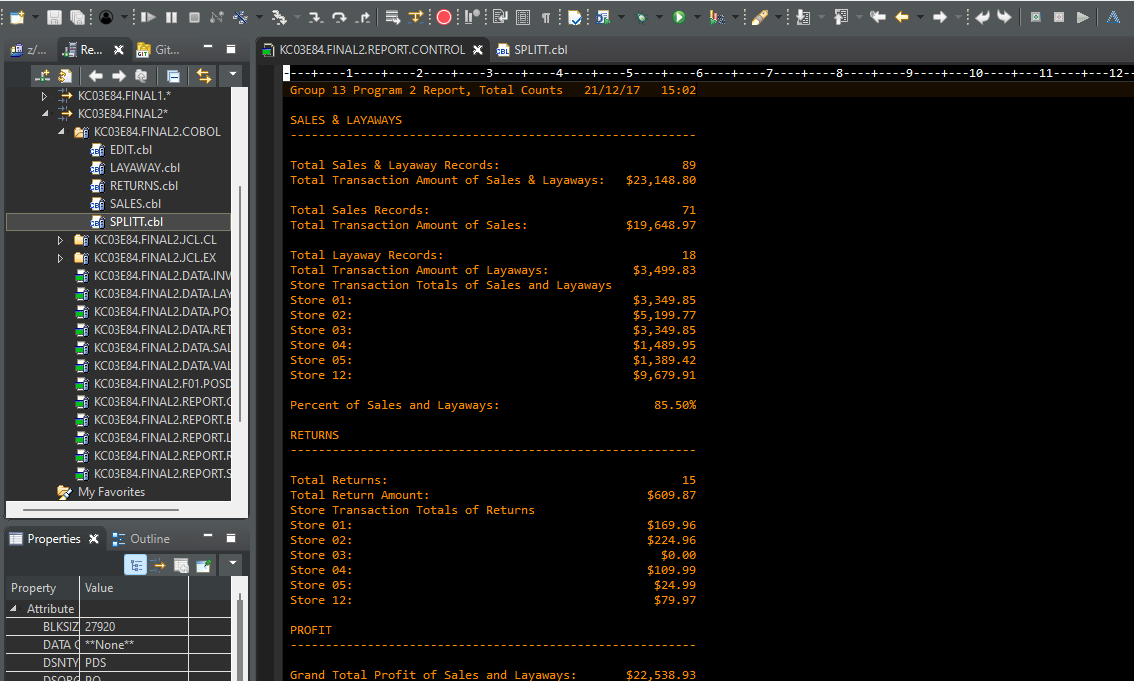 z/...
Re...
Git...
KC03E84.FINAL1.*
KC03E84.FINAL2*
KC03E84.FINAL2.COBOL
EDIT.cbl
LAYAWAY.cbl
RETURNS.cbl
SALES.cbl
SPLITT.cbl
KC03E84.FINAL2.JCL.CL
KC03E84.FINAL2.JCL.EX
KC03E84.FINAL2.DATA.INV
KC03E84.FINAL2.DATA.LAY
KC03E84.FINAL2.DATA.PO
KC03E84.FINAL2.DATA.RET
KC03E84.FINAL2.DATA.SAL
KC03E84.FINAL2.DATA.VAL
KC03E84.FINAL2.F01.POSD
KC03E84.FINAL2.REPORT.C
KC03E84.FINAL2.REPORT.E
KC03E84.FINAL2.REPORT.L
KC03E84.FINAL2.REPORT.R
KC03E84.FINAL2.REPORT.S
My Favorites
Properties
Outline
Property Value
Attribute
BLKSIZ 27920
DATA C **None**
DSNTY PDS
DSORG PO
KC03E84.FINAL2.REPORT.CONTROL
SPLITT.cbl
----+----1----+----2----+----3----+----4----+----5----+----6----+----7----+----8----+----9----+----10---+----11---+----12--
Group 13 Program 2 Report, Total Counts 21/12/17 15:02
SALES & LAYAWAYS
----------------------------------------------------------
Total Sales & Layaway Records: 89
Total Transaction Amount of Sales & Layaways: $23,148.80
Total Sales Records: 71
Total Transaction Amount of Sales: $19,648.97
Total Layaway Records: 18
Total Transaction Amount of Layaways: $3,499.83
Store Transaction Totals of Sales and Layaways
Store 01: $3,349.85
Store 02: $5,199.77
Store 03: $3,349.85
Store 04: $1,489.95
Store 05: $1,389.42
Store 12: $9,679.91
Percent of Sales and Layaways: 85.50%
RETURNS
----------------------------------------------------------
Total Returns: 15
Total Return Amount: $609.87
Store Transaction Totals of Returns
Store 01: $169.96
Store 02: $224.96
Store 03: $0.00
Store 04: $109.99
Store 05: $24.99
Store 12: $79.97
PROFIT
----------------------------------------------------------
Grand Total Profit of Sales and Layaways: $22,538.93